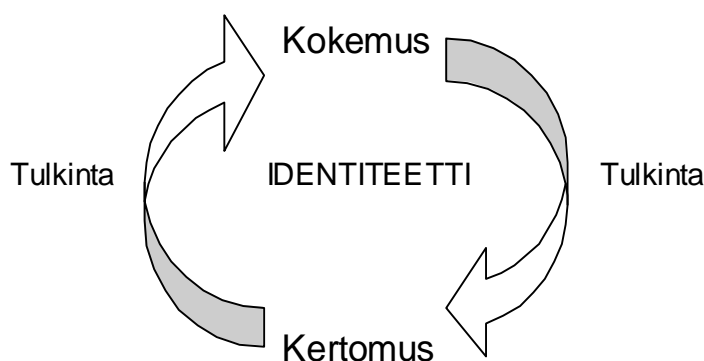 Kokemus
Tulkinta
IDENTITEETTI
Tulkinta
Kertomus